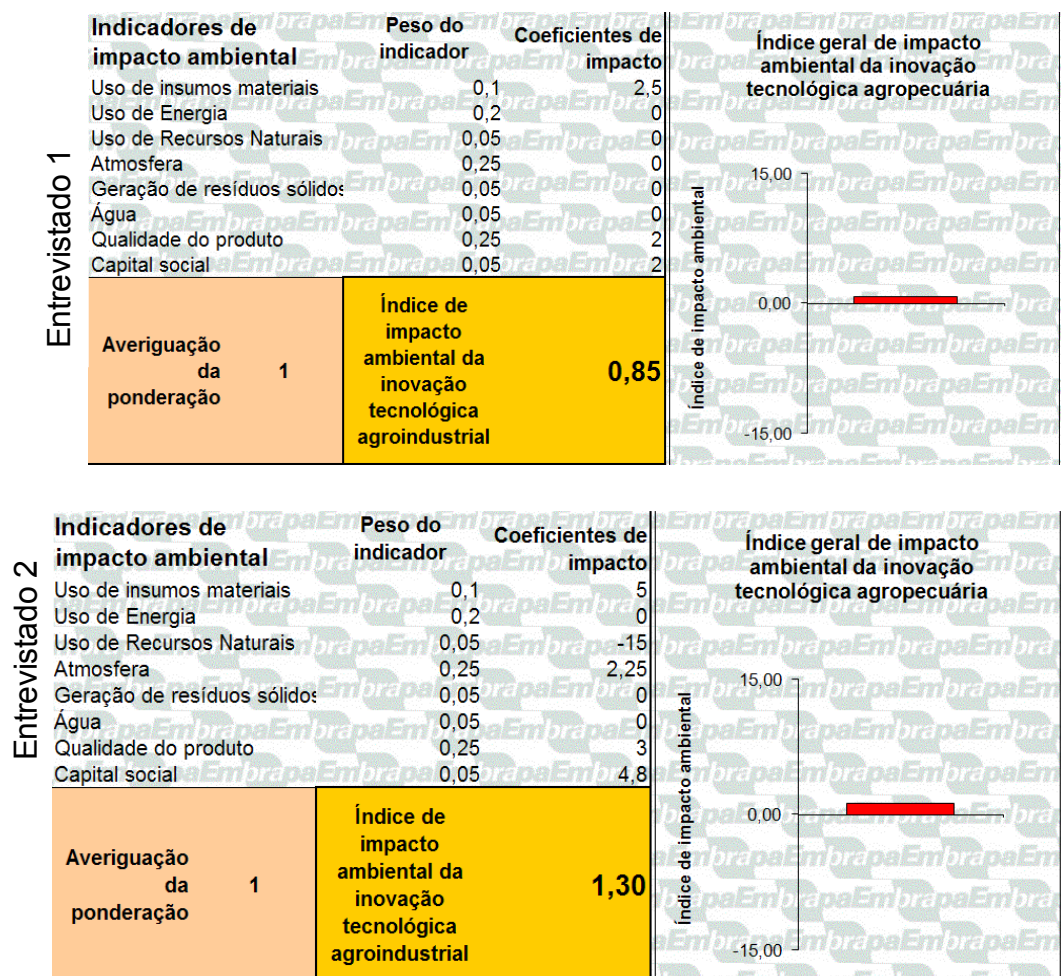 Entrevistado 1
Indicadores de
impacto ambiental
Peso do
indicador
Coeficientes de
impacto
Uso de insumos materiais 0,1 2,5
Uso de Energia 0,2 0
Uso de Recursos Naturais 0,05 0
Atmosfera 0,25 0
Geração de resíduos sólidos 0,05 0
Água 0,05 0
Qualidade do produto 0,25 2
Capital social 0,05 2
Averiguação
da
ponderação
1
Índice de
impacto
ambiental da
inovação
tecnológica
agroindustrial
0,85
Índice geral de impacto
ambiental da inovação
tecnológica agropecuária
Índice de impacto ambiental
15,00
0,00
-15,00
Entrevistado 2
Indicadores de
impacto ambiental
Peso do
indicador
Coeficientes de
impacto
Uso de insumos materiais 0,1 5
Uso de Energia 0,2 0
Uso de Recursos Naturais 0,05 -15
Atmosfera 0,25 2,25
Geração de resíduos sólidos 0,05 0
Água 0,05 0
Qualidade do produto 0,25 3
Capital social 0,05 4,8
Averiguação
da
ponderação
1
Índice de
impacto
ambiental da
inovação
tecnológica
agroindustrial
1,30
Índice geral de impacto
ambiental da inovação
tecnológica agropecuária
Índice de impacto ambiental
15,00
0,00
-15,00